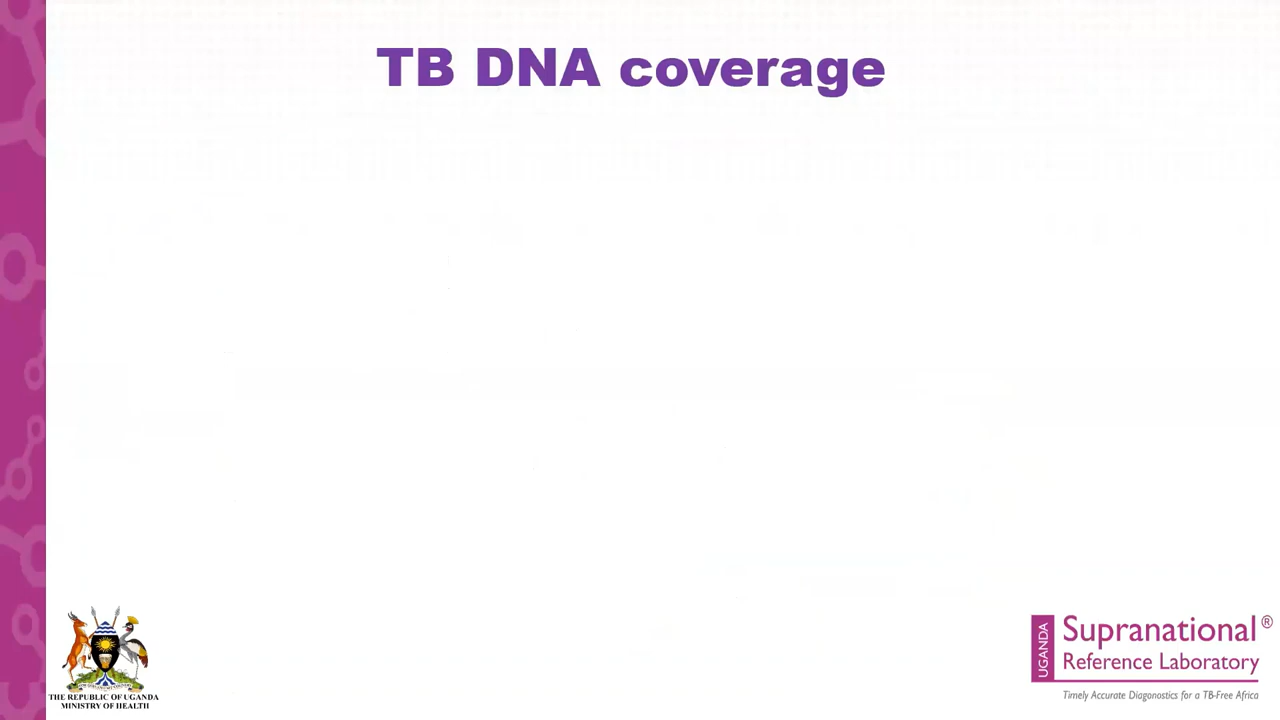 TB DNA coverage
THE REPUBLIC OF UGANDA
MINISTRY OF HEALTH
UGANDA
Supranational®
Reference Laboratory
Timely Accurate Diagonostics for a TB-Free Africa